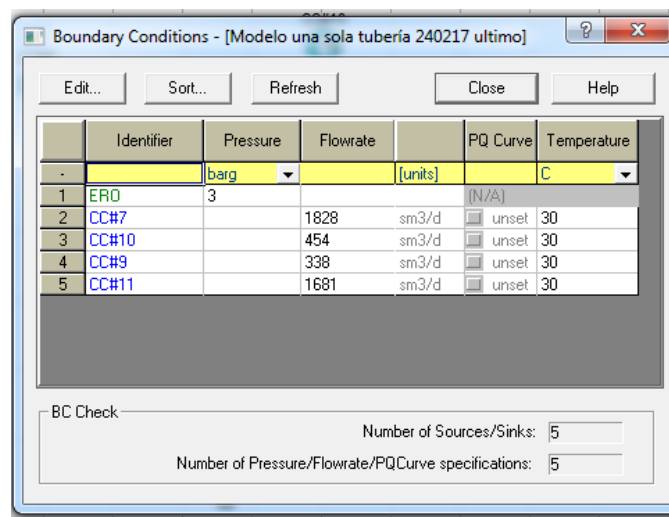 Boundary Conditions - [Modelo una sola tubería 240217 ultimo]
Edit... Sort... Refresh Close Help
Identifier Pressure Flowrate PQ Curve Temperature
- barg [units] C
1 ERO 3 (N/A)
2 CC#7 1828 sm3/d unset 30
3 CC#10 454 sm3/d unset 30
4 CC#9 338 sm3/d unset 30
5 CC#11 1681 sm3/d unset 30
BC Check
Number of Sources/Sinks: 5
Number of Pressure/Flowrate/PQCurve specifications: 5